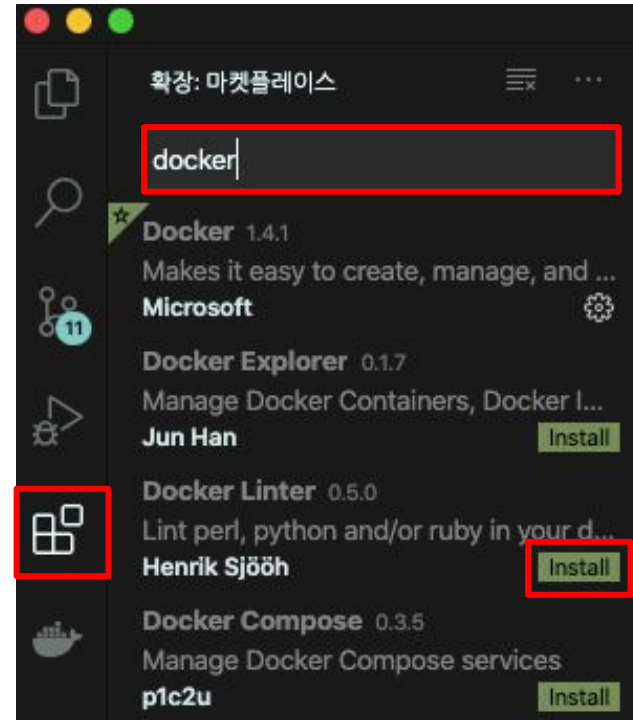 확장: 마켓플레이스
docker
Docker 1.4.1
Makes it easy to create, manage, and ...
Microsoft
11
Docker Explorer 0.1.7
Manage Docker Containers, Docker I...
Jun Han Install
Docker Linter 0.5.0
Lint perl, python and/or ruby in your d...
Henrik Sjööh Install
Docker Compose 0.3.5
Manage Docker Compose services
p1c2u Install